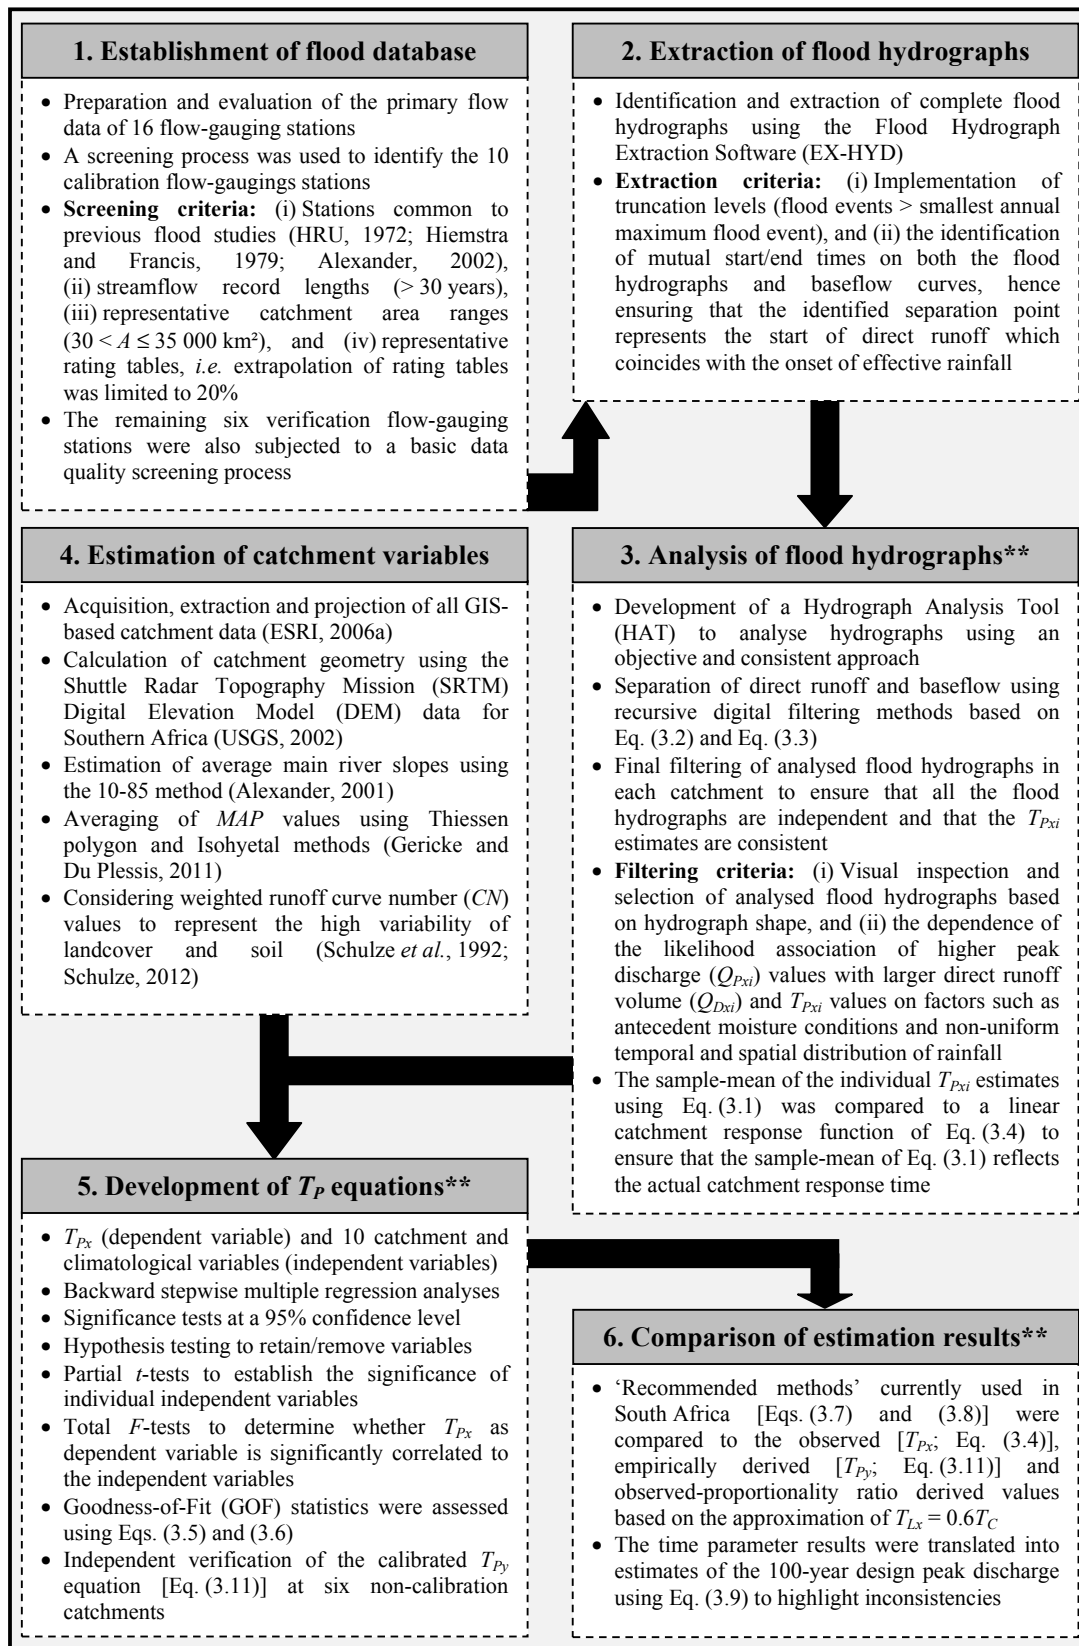 1. Establishment of flood database
• Preparation and evaluation of the primary flow
data of 16 flow-gauging stations
• A screening process was used to identify the 10
calibration flow-gaugings stations
• Screening criteria: (i) Stations common to
previous flood studies (HRU, 1972; Hiemstra
and Francis, 1979; Alexander, 2002),
(ii) streamflow record lengths (> 30 years),
(iii) representative catchment area ranges
(30 < A ≤ 35 000 km²), and (iv) representative
rating tables, i.e. extrapolation of rating tables
was limited to 20%
• The remaining six verification flow-gauging
stations were also subjected to a basic data
quality screening process
2. Extraction of flood hydrographs
• Identification and extraction of complete flood
hydrographs using the Flood Hydrograph
Extraction Software (EX-HYD)
• Extraction criteria: (i) Implementation of
truncation levels (flood events > smallest annual
maximum flood event), and (ii) the identification
of mutual start/end times on both the flood
hydrographs and baseflow curves, hence
ensuring that the identified separation point
represents the start of direct runoff which
coincides with the onset of effective rainfall
3. Analysis of flood hydrographs**
• Development of a Hydrograph Analysis Tool
(HAT) to analyse hydrographs using an
objective and consistent approach
• Separation of direct runoff and baseflow using
recursive digital filtering methods based on
Eq. (3.2) and Eq. (3.3)
• Final filtering of analysed flood hydrographs in
each catchment to ensure that all the flood
hydrographs are independent and that the TPxi
estimates are consistent
• Filtering criteria: (i) Visual inspection and
selection of analysed flood hydrographs based
on hydrograph shape, and (ii) the dependence of
the likelihood association of higher peak
discharge (QPxi) values with larger direct runoff
volume (QDxi) and TPxi values on factors such as
antecedent moisture conditions and non-uniform
temporal and spatial distribution of rainfall
• The sample-mean of the individual TPxi estimates
using Eq. (3.1) was compared to a linear
catchment response function of Eq. (3.4) to
ensure that the sample-mean of Eq. (3.1) reflects
the actual catchment response time
4. Estimation of catchment variables
• Acquisition, extraction and projection of all GIS-
based catchment data (ESRI, 2006a)
• Calculation of catchment geometry using the
Shuttle Radar Topography Mission (SRTM)
Digital Elevation Model (DEM) data for
Southern Africa (USGS, 2002)
• Estimation of average main river slopes using
the 10-85 method (Alexander, 2001)
• Averaging of MAP values using Thiessen
polygon and Isohyetal methods (Gericke and
Du Plessis, 2011)
• Considering weighted runoff curve number (CN)
values to represent the high variability of
landcover and soil (Schulze et al., 1992;
Schulze, 2012)
5. Development of TP equations**
• TPx (dependent variable) and 10 catchment and
climatological variables (independent variables)
• Backward stepwise multiple regression analyses
• Significance tests at a 95% confidence level
• Hypothesis testing to retain/remove variables
• Partial t-tests to establish the significance of
individual independent variables
• Total F-tests to determine whether TPx as
dependent variable is significantly correlated to
the independent variables
• Goodness-of-Fit (GOF) statistics were assessed
using Eqs. (3.5) and (3.6)
• Independent verification of the calibrated TPy
equation [Eq. (3.11)] at six non-calibration
catchments
6. Comparison of estimation results**
• ‘Recommended methods’ currently used in
South Africa [Eqs. (3.7) and (3.8)] were
compared to the observed [TPx; Eq. (3.4)],
empirically derived [TPy; Eq. (3.11)] and
observed-proportionality ratio derived values
based on the approximation of TLx = 0.6TC
• The time parameter results were translated into
estimates of the 100-year design peak discharge
using Eq. (3.9) to highlight inconsistencies